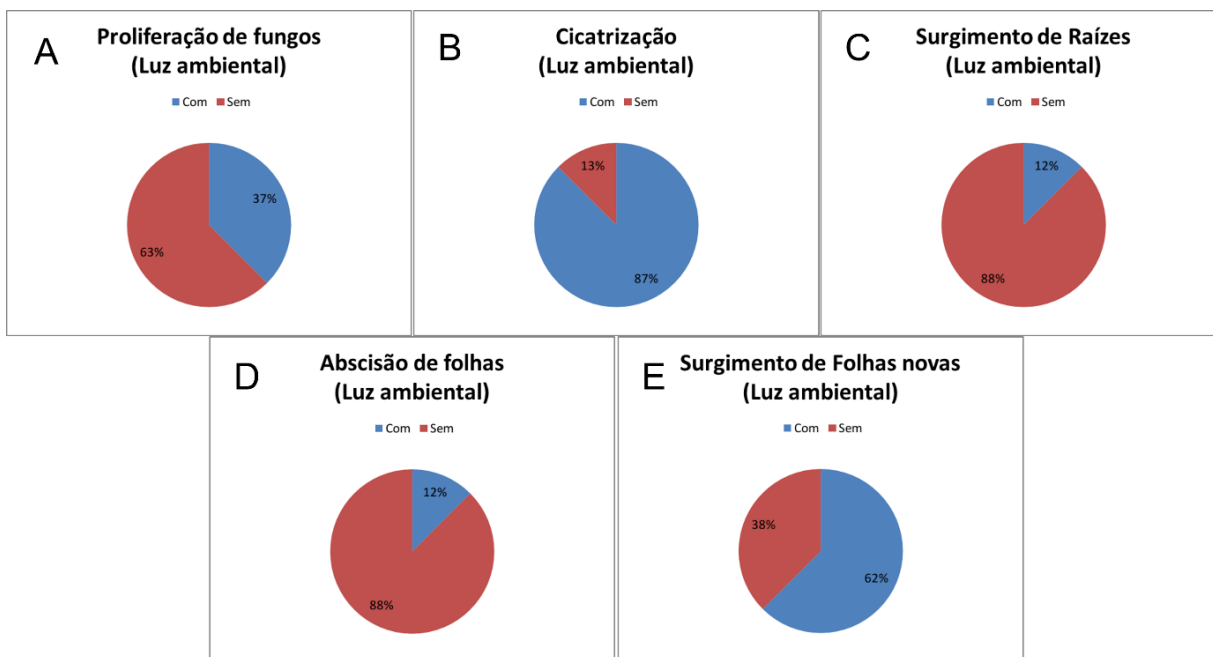 A
Proliferação de fungos
(Luz ambiental)
Com Sem
37%
63%
B
Cicatrização
(Luz ambiental)
Com Sem
13%
87%
C
Surgimento de Raízes
(Luz ambiental)
Com Sem
12%
88%
D
Abscisão de folhas
(Luz ambiental)
Com Sem
12%
88%
E
Surgimento de Folhas novas
(Luz ambiental)
Com Sem
38%
62%